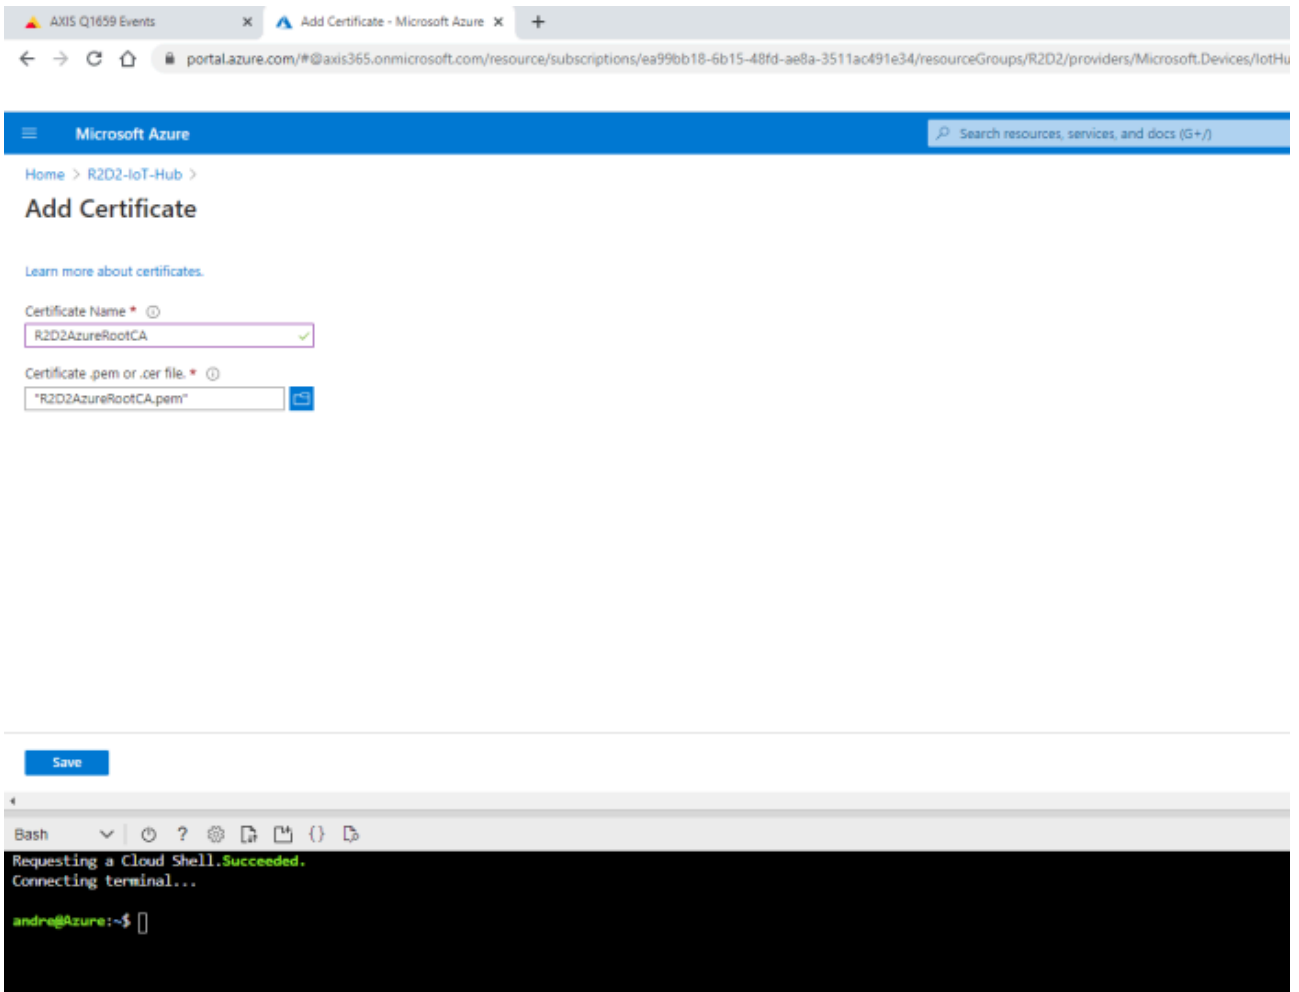 AXIS Q1659 Events
Add Certificate - Microsoft Azure
portal.azure.com/#@axis365.onmicrosoft.com/resource/subscriptions/ea99bb18-6b15-48fd-ae8a-3511ac491e34/resourceGroups/R2D2/providers/Microsoft.Devices/IotHu
Microsoft Azure
Search resources, services, and docs (G+/)
Home > R2D2-IoT-Hub >
Add Certificate
Learn more about certificates.
Certificate Name *
R2D2AzureRootCA
Certificate .pem or .cer file. *
"R2D2AzureRootCA.pem"
Save
Bash
Requesting a Cloud Shell.Succeeded.
Connecting terminal...
andre@Azure:~$